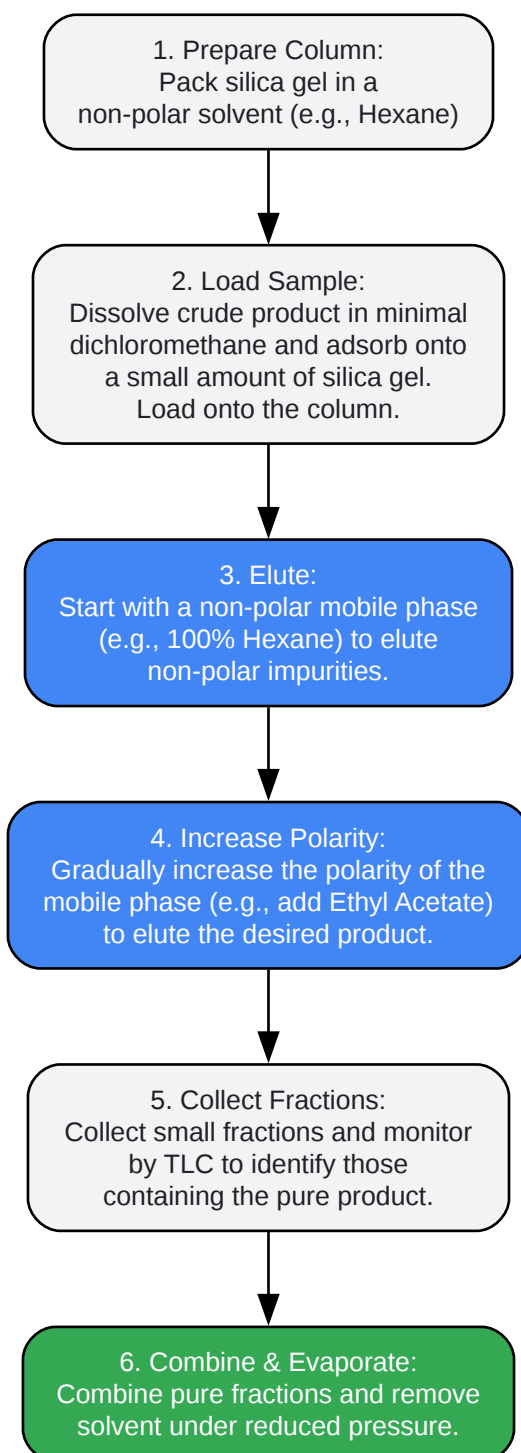 1. Prepare Column:
Pack silica gel in a
non-polar solvent (e.g., Hexane)
2. Load Sample:
Dissolve crude product in minimal
dichloromethane and adsorb onto
a small amount of silica gel.
Load onto the column.
3. Elute:
Start with a non-polar mobile phase
(e.g., 100% Hexane) to elute
non-polar impurities.
4. Increase Polarity:
Gradually increase the polarity of the
mobile phase (e.g., add Ethyl Acetate)
to elute the desired product.
5. Collect Fractions:
Collect small fractions and monitor
by TLC to identify those
containing the pure product.
6. Combine & Evaporate:
Combine pure fractions and remove
solvent under reduced pressure.